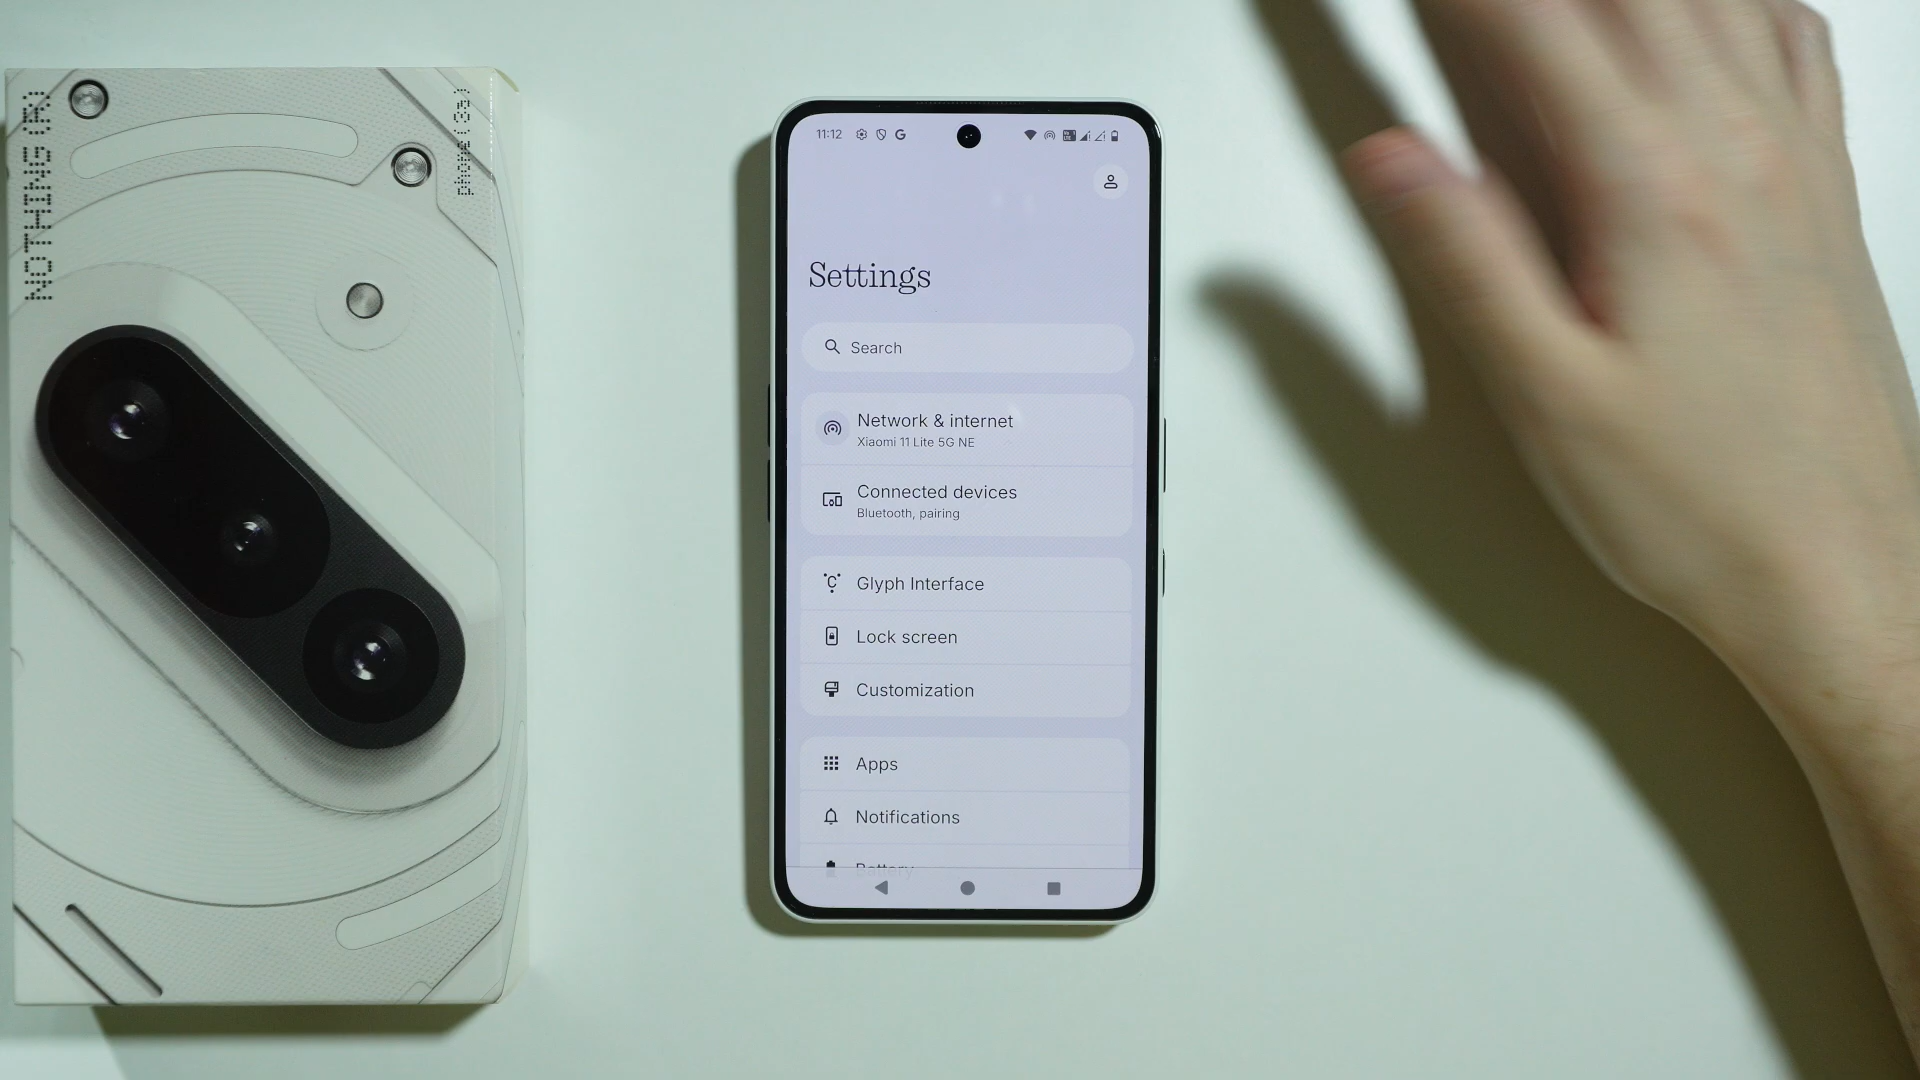 NOTHING (R)
11:12
Settings
Search
Network & internet
Xiaomi 11 Lite 5G NE
Connected devices
Bluetooth, pairing
Glyph Interface
Lock screen
Customization
Apps
Notifications
Battery